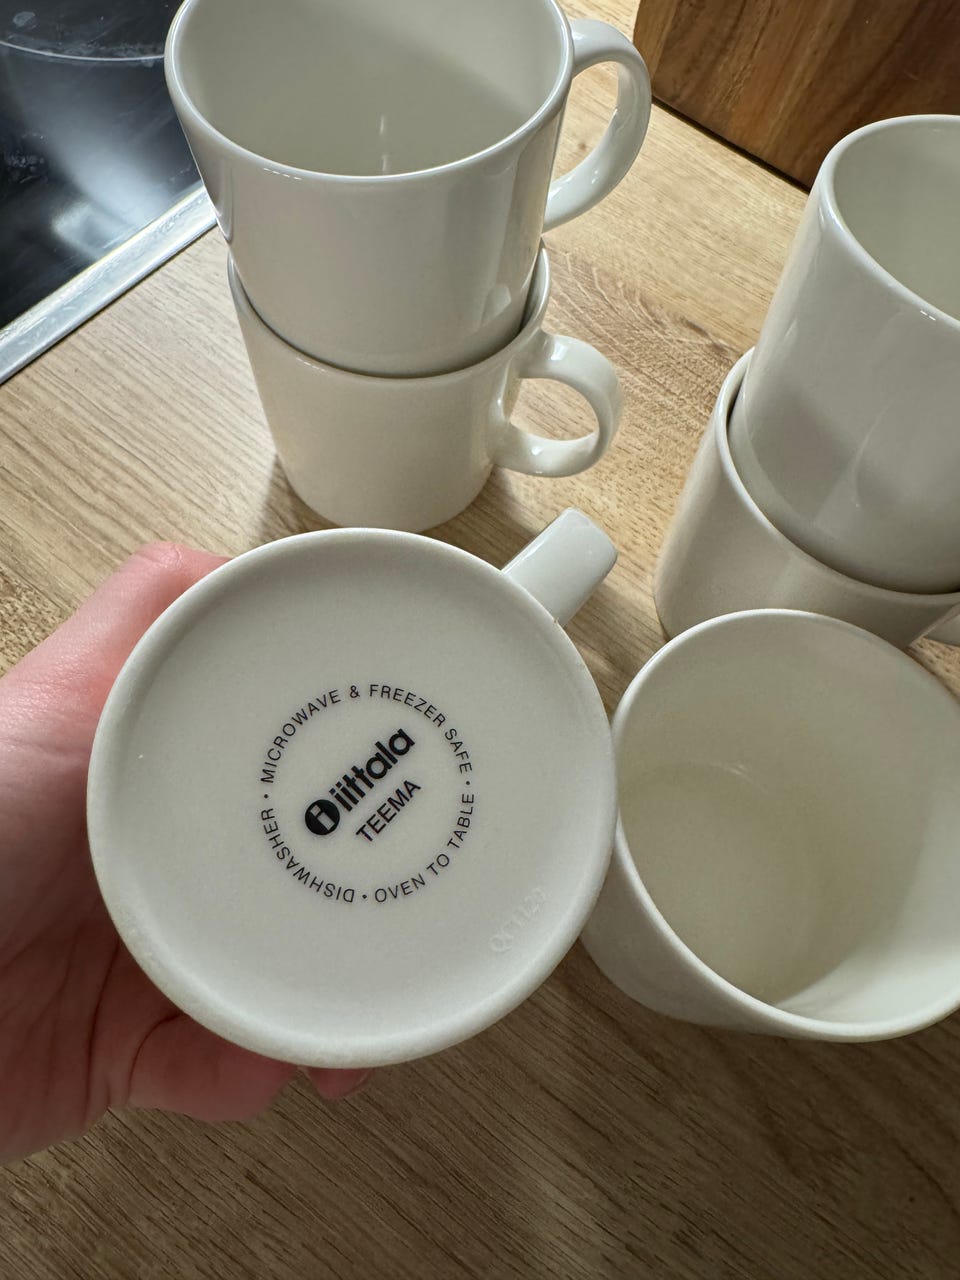 MICROWAVE & FREEZER SAFE · OVEN TO TABLE · DISHWASHER ·
iittala
TEEMA